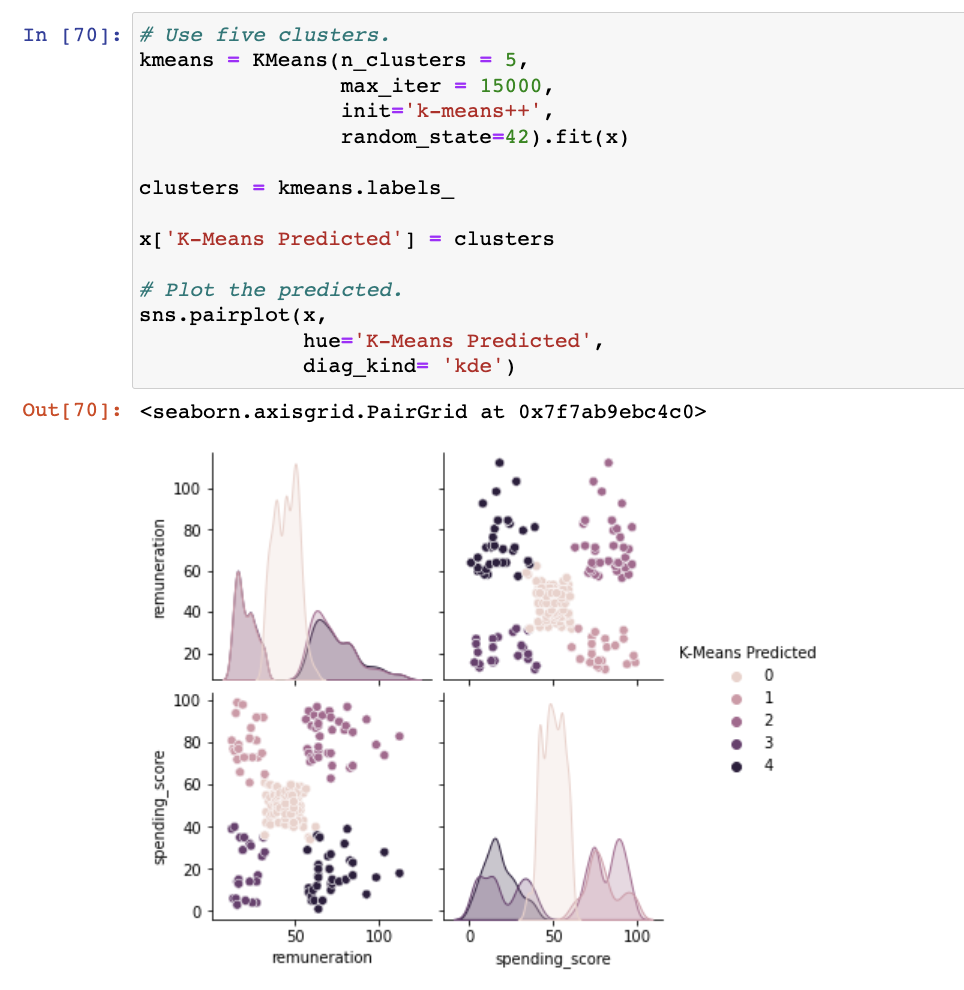 In [70]: # Use five clusters.
kmeans = KMeans(n_clusters = 5,
max_iter = 15000,
init='k-means++',
random_state=42).fit(x)
clusters = kmeans.labels_
x['K-Means Predicted'] = clusters
# Plot the predicted.
sns.pairplot(x,
hue='K-Means Predicted',
diag_kind= 'kde')
Out[70]: <seaborn.axisgrid.PairGrid at 0x7f7ab9ebc4c0>
remuneration
100
80
60
40
20
spending_score
100
80
60
40
20
0
50 100
remuneration
0 50 100
spending_score
K-Means Predicted
0
1
2
3
4